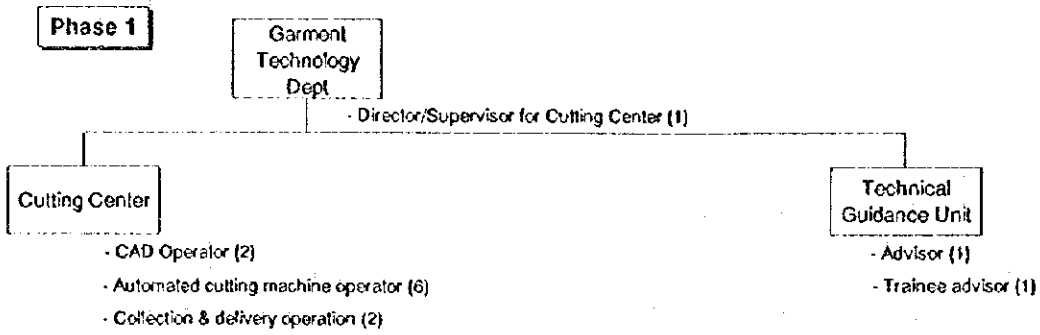 Phase 1
Garmont
Technology
Dept
- Director/Supervisor for Cutting Center (1)
Cutting Center
- CAD Operator (2)
- Automated cutting machine operator (6)
- Collection & delivery operation (2)
Technical
Guidance Unit
- Advisor (1)
- Trainee advisor (1)